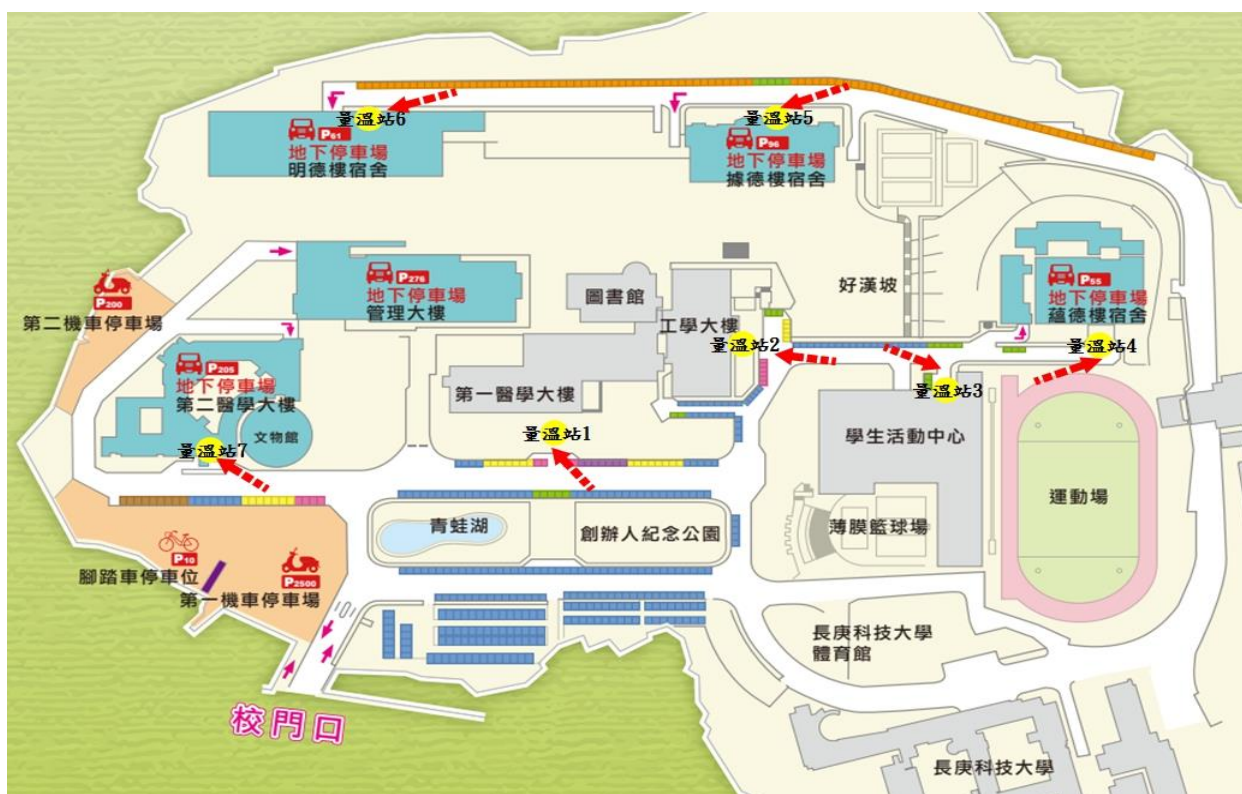 量溫站6
P61
地下停車場
明德樓宿舍
量溫站5
P96
地下停車場
據德樓宿舍
P200
第二機車停車場
P276
地下停車場
管理大樓
圖書館
工學大樓
量溫站2
好漢坡
P55
地下停車場
蘊德樓宿舍
量溫站4
P205
地下停車場
第二醫學大樓
文物館
量溫站7
第一醫學大樓
量溫站1
量溫站3
學生活動中心
運動場
青蛙湖
創辦人紀念公園
薄膜籃球場
P10
腳踏車停車位
P2500
第一機車停車場
長庚科技大學
體育館
校門口
長庚科技大學